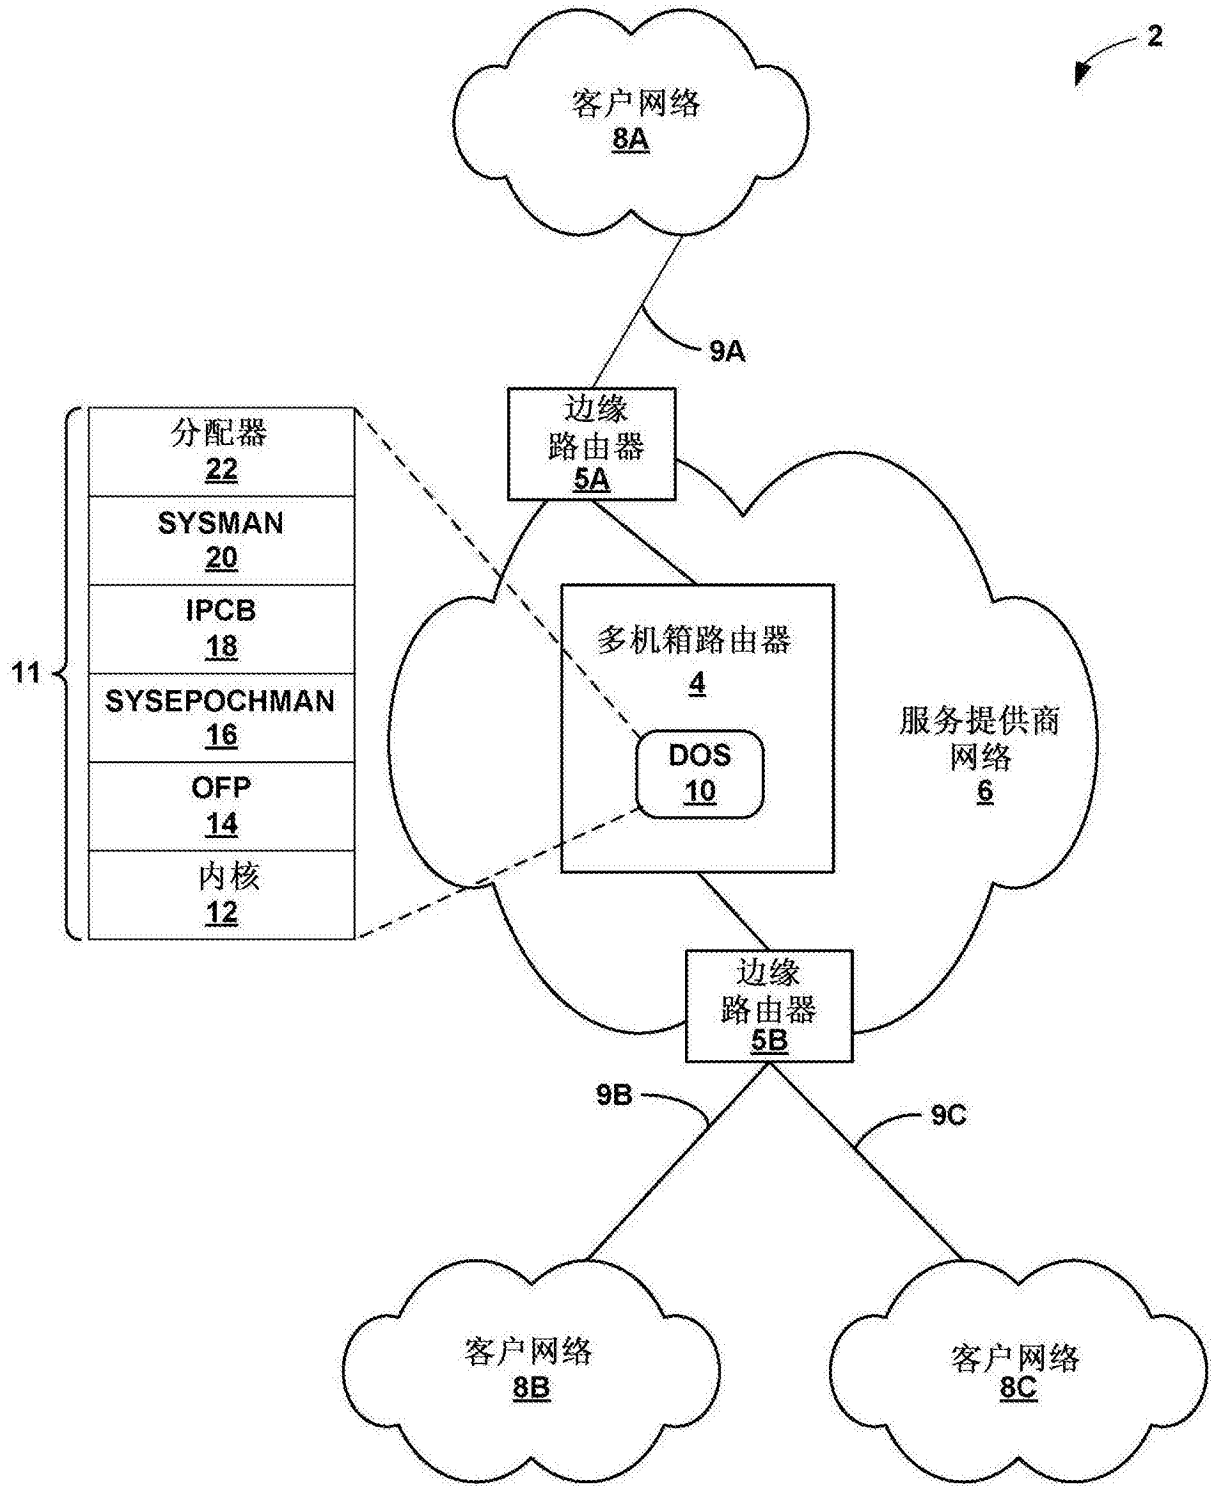 2
客户网络
8A
9A
边缘
路由器
5A
分配器
22
SYSMAN
20
IPCB
18
11
SYSEPOCHMAN
16
OFP
14
内核
12
多机箱路由器
4
DOS
10
服务提供商
网络
6
边缘
路由器
5B
9B
9C
客户网络
8B
客户网络
8C